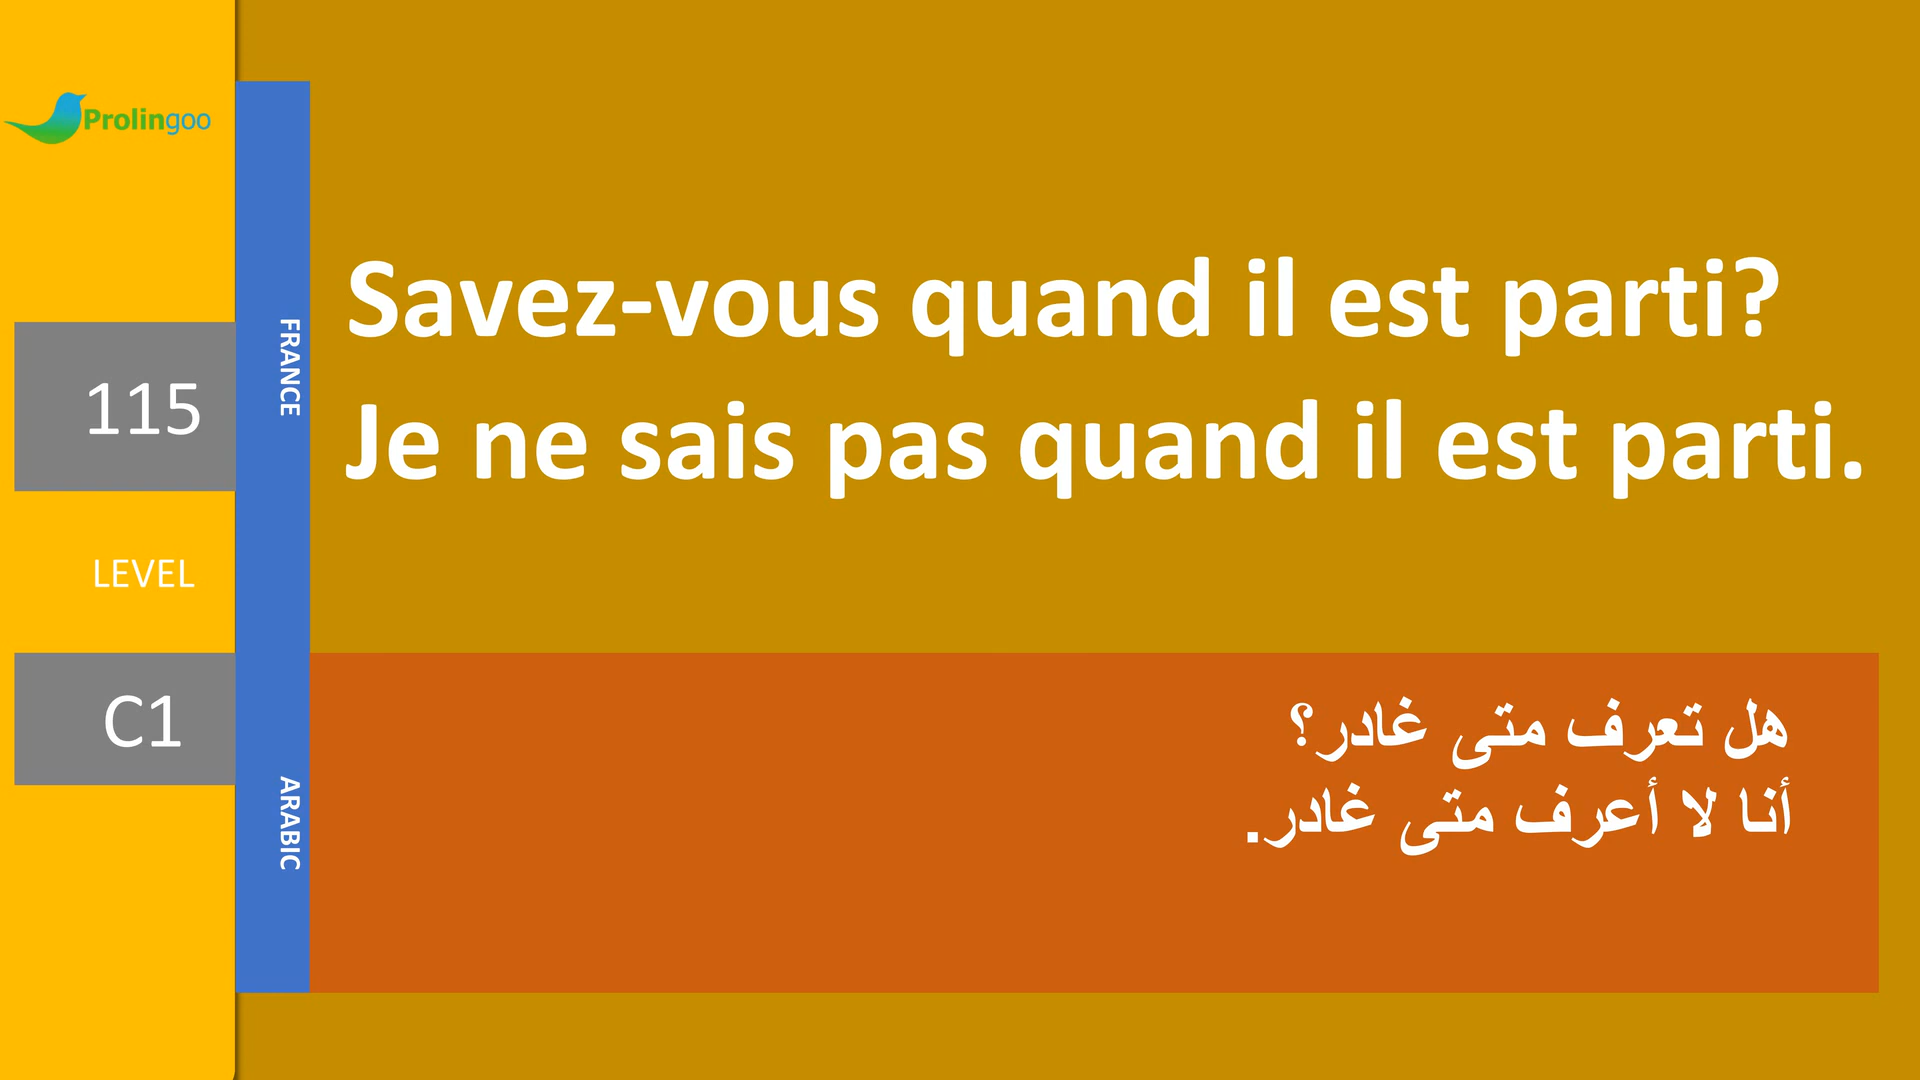 Prolingoo
115
LEVEL
C1
FRANCE
Savez-vous quand il est parti?
Je ne sais pas quand il est parti.
ARABIC
هل تعرف متى غادر؟
أنا لا أعرف متى غادر.